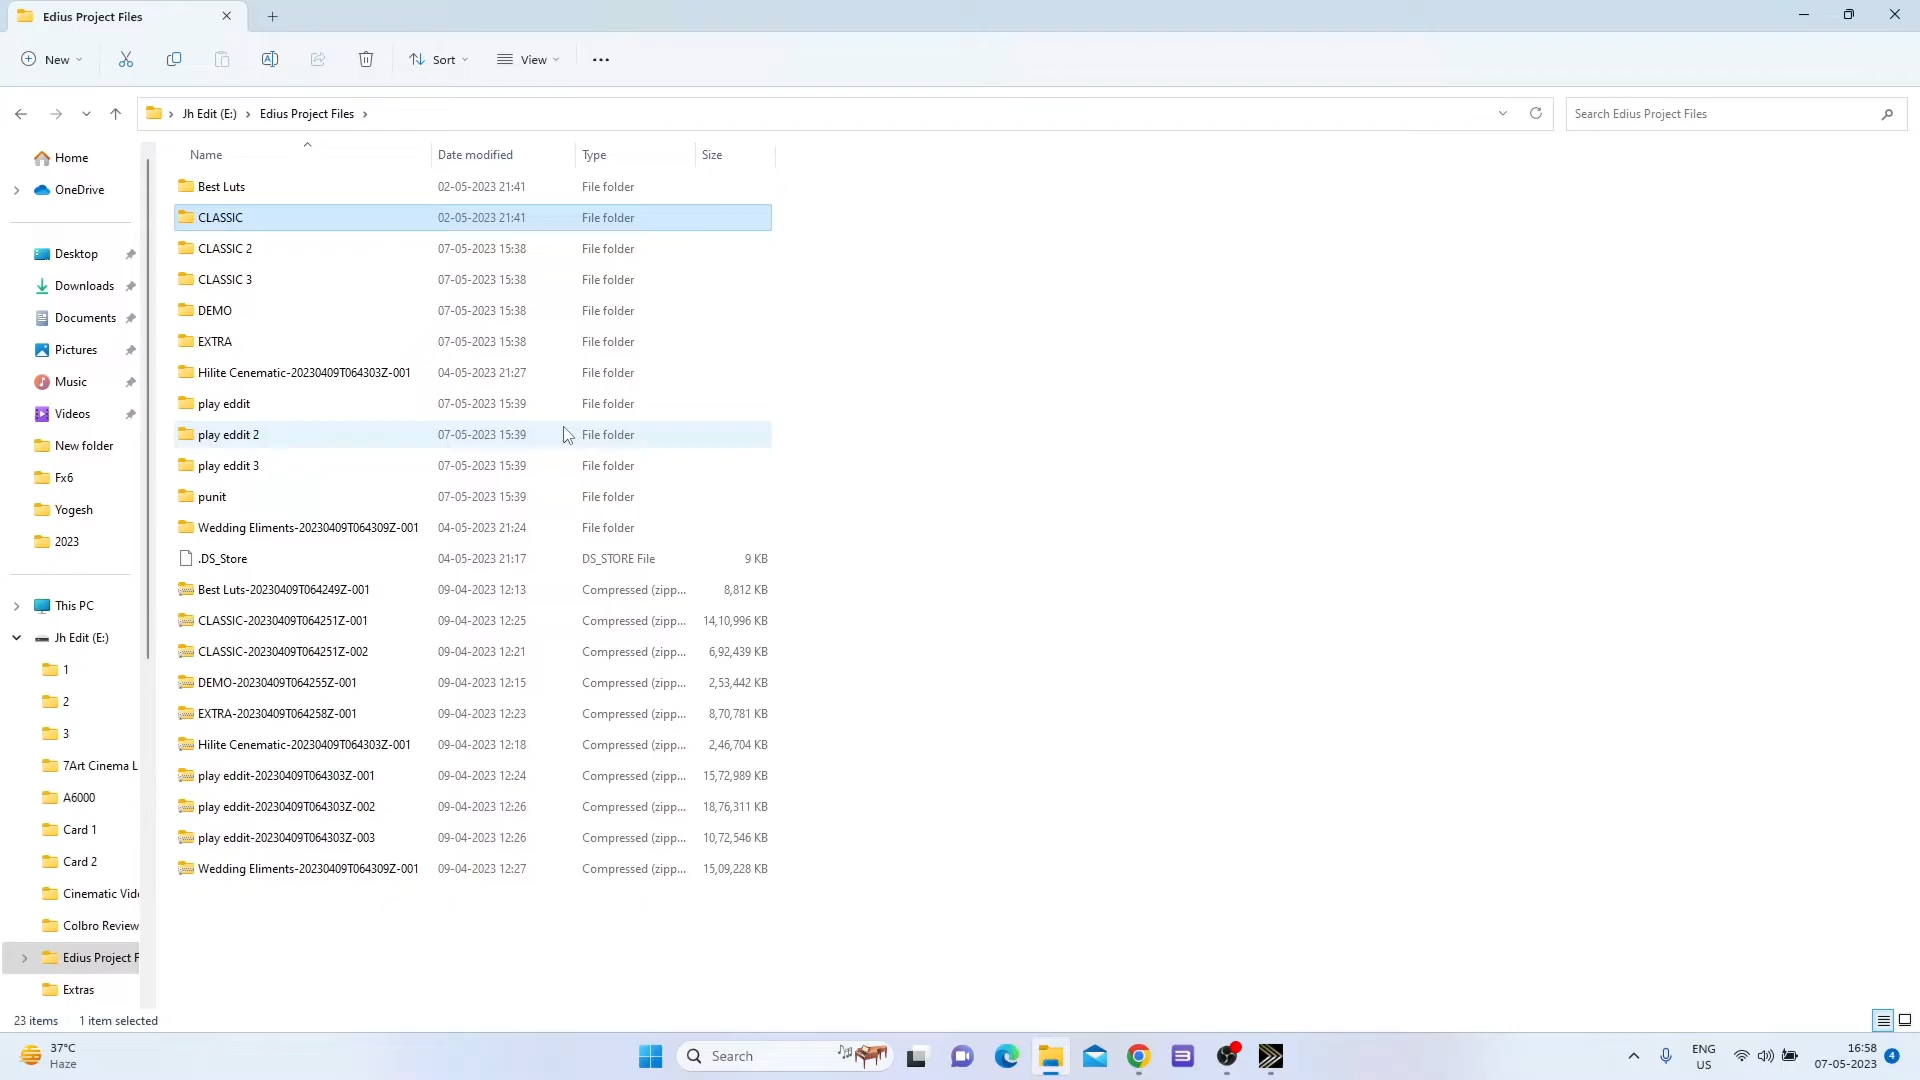 Edius Project Files
New
Sort
View
Jh Edit (E:)
Edius Project Files
Search Edius Project Files
Home
OneDrive
Desktop
Downloads
Documents
Pictures
Music
Videos
New folder
Fx6
Yogesh
2023
This PC
Jh Edit (E:)
1
2
3
7Art Cinema L
A6000
Card 1
Card 2
Cinematic Vid
Colbro Review
Edius Project F
Extras
Name Date modified Type Size
Best Luts 02-05-2023 21:41 File folder
CLASSIC 02-05-2023 21:41 File folder
CLASSIC 2 07-05-2023 15:38 File folder
CLASSIC 3 07-05-2023 15:38 File folder
DEMO 07-05-2023 15:38 File folder
EXTRA 07-05-2023 15:38 File folder
Hilite Cenematic-20230409T064303Z-001 04-05-2023 21:27 File folder
play eddit 07-05-2023 15:39 File folder
play eddit 2 07-05-2023 15:39 File folder
play eddit 3 07-05-2023 15:39 File folder
punit 07-05-2023 15:39 File folder
Wedding Eliments-20230409T064309Z-001 04-05-2023 21:24 File folder
.DS_Store 04-05-2023 21:17 DS_STORE File 9 KB
Best Luts-20230409T064249Z-001 09-04-2023 12:13 Compressed (zipp... 8,812 KB
CLASSIC-20230409T064251Z-001 09-04-2023 12:25 Compressed (zipp... 14,10,996 KB
CLASSIC-20230409T064251Z-002 09-04-2023 12:21 Compressed (zipp... 6,92,439 KB
DEMO-20230409T064255Z-001 09-04-2023 12:15 Compressed (zipp... 2,53,442 KB
EXTRA-20230409T064258Z-001 09-04-2023 12:23 Compressed (zipp... 8,70,781 KB
Hilite Cenematic-20230409T064303Z-001 09-04-2023 12:18 Compressed (zipp... 2,46,704 KB
play eddit-20230409T064303Z-001 09-04-2023 12:24 Compressed (zipp... 15,72,989 KB
play eddit-20230409T064303Z-002 09-04-2023 12:26 Compressed (zipp... 18,76,311 KB
play eddit-20230409T064303Z-003 09-04-2023 12:26 Compressed (zipp... 10,72,546 KB
Wedding Eliments-20230409T064309Z-001 09-04-2023 12:27 Compressed (zipp... 15,09,228 KB
23 items 1 item selected
37°C
Haze
Search
ENG
US
16:58
07-05-2023
4